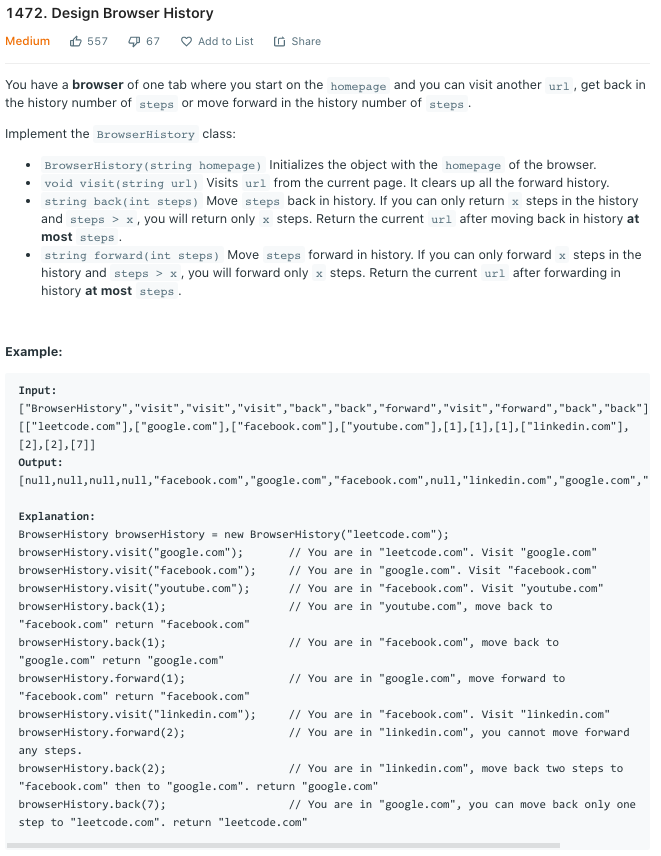 1472. Design Browser History
Medium 557 67 Add to List Share
You have a browser of one tab where you start on the homepage and you can visit another url , get back in
the history number of steps or move forward in the history number of steps .
Implement the BrowserHistory class:
• BrowserHistory(string homepage) Initializes the object with the homepage of the browser.
• void visit(string url) Visits url from the current page. It clears up all the forward history.
• string back(int steps) Move steps back in history. If you can only return x steps in the history
and steps > x , you will return only x steps. Return the current url after moving back in history at
most steps .
• string forward(int steps) Move steps forward in history. If you can only forward x steps in the
history and steps > x , you will forward only x steps. Return the current url after forwarding in
history at most steps .
Example:
Input:
["BrowserHistory","visit","visit","visit","back","back","forward","visit","forward","back","back"]
[["leetcode.com"],["google.com"],["facebook.com"],["youtube.com"],[1],[1],[1],["linkedin.com"],
[2],[2],[7]]
Output:
[null,null,null,null,"facebook.com","google.com","facebook.com",null,"linkedin.com","google.com","
Explanation:
BrowserHistory browserHistory = new BrowserHistory("leetcode.com");
browserHistory.visit("google.com"); // You are in "leetcode.com". Visit "google.com"
browserHistory.visit("facebook.com"); // You are in "google.com". Visit "facebook.com"
browserHistory.visit("youtube.com"); // You are in "facebook.com". Visit "youtube.com"
browserHistory.back(1); // You are in "youtube.com", move back to
"facebook.com" return "facebook.com"
browserHistory.back(1); // You are in "facebook.com", move back to
"google.com" return "google.com"
browserHistory.forward(1); // You are in "google.com", move forward to
"facebook.com" return "facebook.com"
browserHistory.visit("linkedin.com"); // You are in "facebook.com". Visit "linkedin.com"
browserHistory.forward(2); // You are in "linkedin.com", you cannot move forward
any steps.
browserHistory.back(2); // You are in "linkedin.com", move back two steps to
"facebook.com" then to "google.com". return "google.com"
browserHistory.back(7); // You are in "google.com", you can move back only one
step to "leetcode.com". return "leetcode.com"